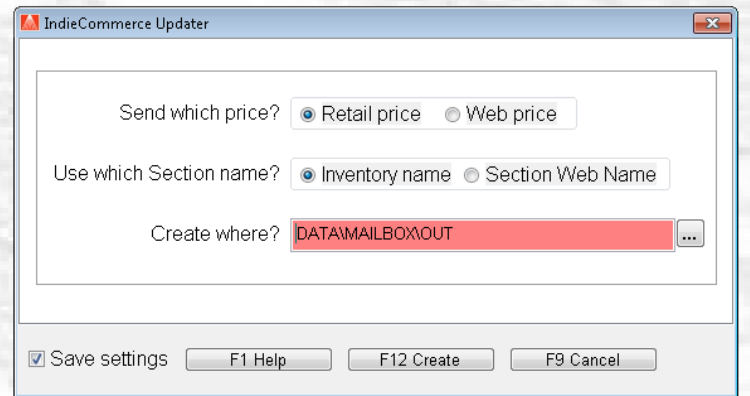 IndieCommerce Updater
Send which price? Retail price Web price
Use which Section name? Inventory name Section Web Name
Create where? DATA\MAILBOX\OUT ...
Save settings F1 Help F12 Create F9 Cancel